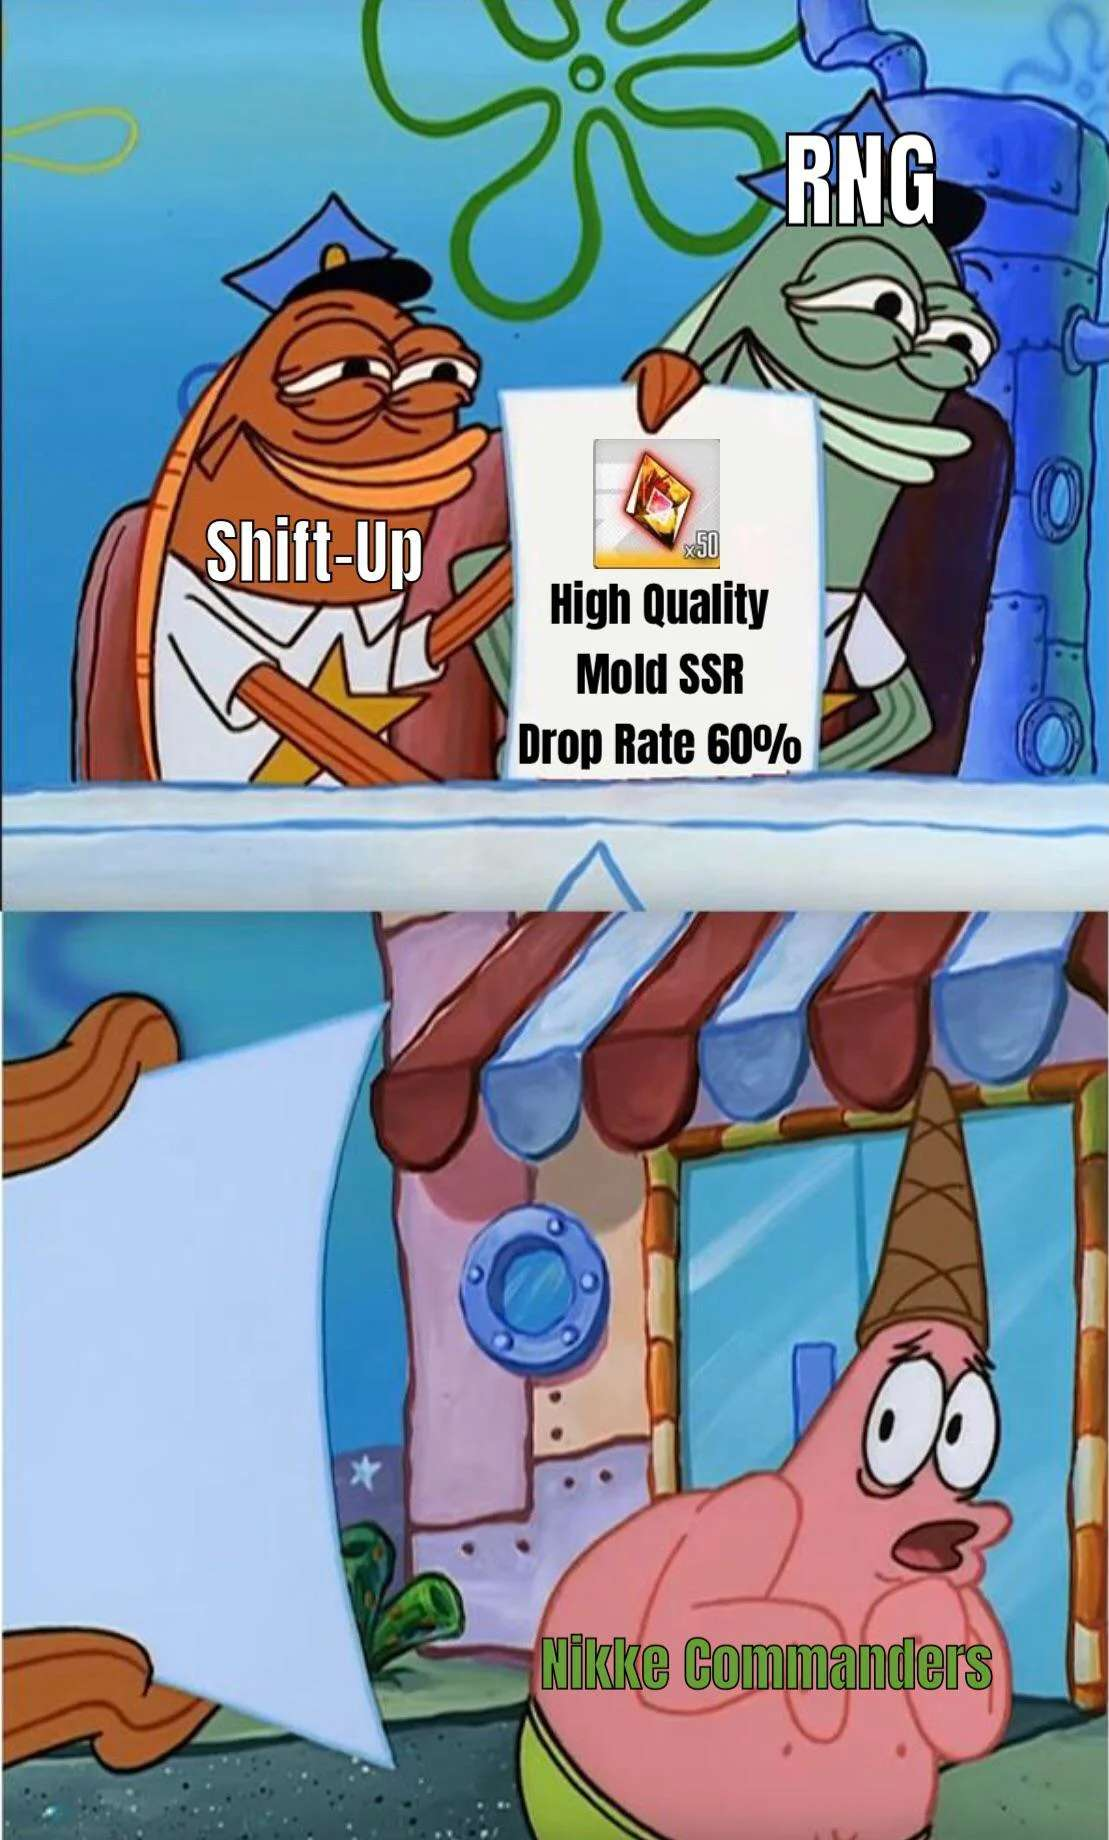 RNG
Shift-Up
x50
High Quality
Mold SSR
Drop Rate 60%
Nikke Commanders